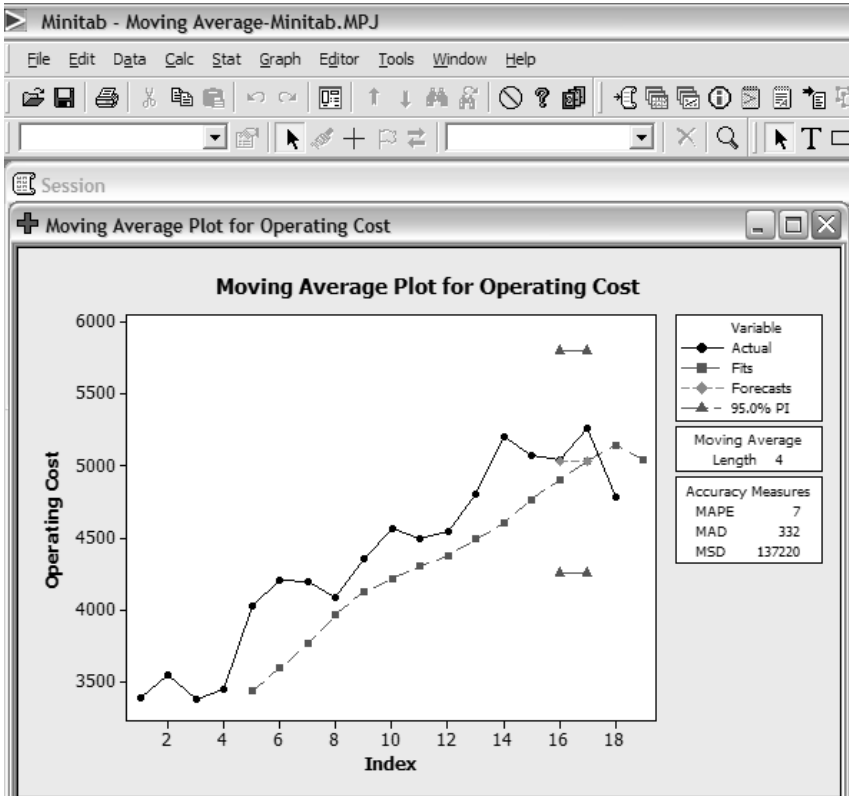 Minitab - Moving Average-Minitab.MPJ
File Edit Data Calc Stat Graph Editor Tools Window Help
Session
Moving Average Plot for Operating Cost
Moving Average Plot for Operating Cost
6000
5500
5000
4500
4000
3500
Operating Cost
2 4 6 8 10 12 14 16 18
Index
Variable
Actual
Fits
Forecasts
95.0% PI
Moving Average
Length 4
Accuracy Measures
MAPE 7
MAD 332
MSD 137220